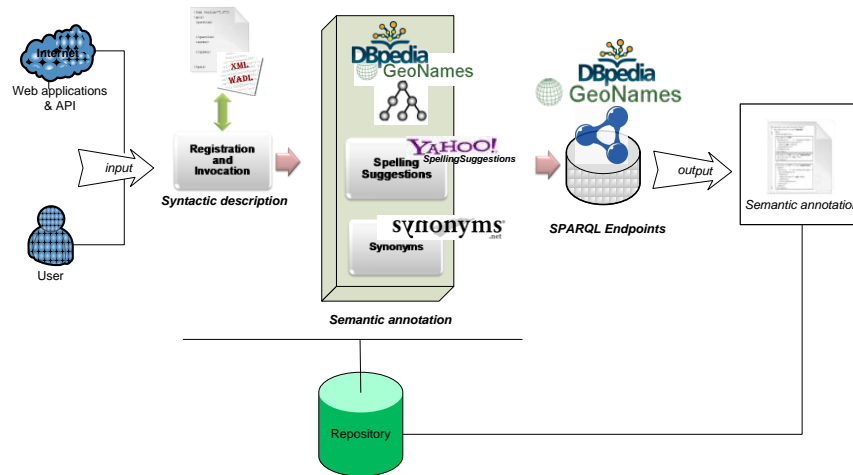 Internet
Web applications
& API
input
User
XML
WADL
Registration
and
Invocation
Syntactic description
DBpedia
GeoNames
YAHOO!
SpellingSuggestions
Spelling
Suggestions
synonyms
.net
Synonyms
Semantic annotation
DBpedia
GeoNames
SPARQL Endpoints
output
Semantic annotation
Repository